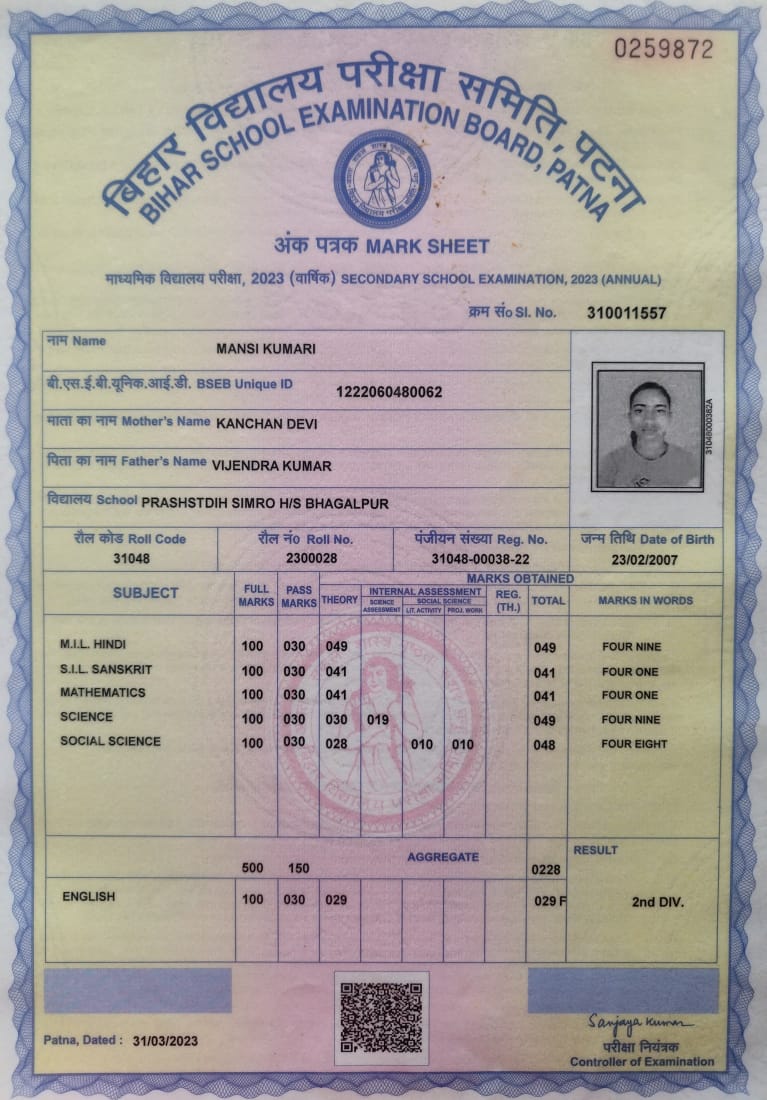 0259872
बिहार विद्यालय परीक्षा समिति, पटना
BIHAR SCHOOL EXAMINATION BOARD, PATNA
अंक पत्रक MARK SHEET
माध्यमिक विद्यालय परीक्षा, 2023 (वार्षिक) SECONDARY SCHOOL EXAMINATION, 2023 (ANNUAL)
क्रम सं० Sl. No. 310011557
नाम Name MANSI KUMARI
बी.एस.ई.बी.यूनिक.आई.डी. BSEB Unique ID 1222060480062
माता का नाम Mother's Name KANCHAN DEVI
पिता का नाम Father's Name VIJENDRA KUMAR
विद्यालय School PRASHSTDIH SIMRO H/S BHAGALPUR
31048000382A
रौल कोड Roll Code रौल नं० Roll No. पंजीयन संख्या Reg. No. जन्म तिथि Date of Birth
31048 2300028 31048-00038-22 23/02/2007
SUBJECT FULL MARKS PASS MARKS MARKS OBTAINED
THEORY INTERNAL ASSESSMENT REG. (TH.) TOTAL MARKS IN WORDS
SCIENCE ASSESSMENT SOCIAL SCIENCE
LIT. ACTIVITY PROJ. WORK
M.I.L. HINDI 100 030 049 049 FOUR NINE
S.I.L. SANSKRIT 100 030 041 041 FOUR ONE
MATHEMATICS 100 030 041 041 FOUR ONE
SCIENCE 100 030 030 019 049 FOUR NINE
SOCIAL SCIENCE 100 030 028 010 010 048 FOUR EIGHT
500 150 AGGREGATE 0228 RESULT
ENGLISH 100 030 029 029 F 2nd DIV.
Patna, Dated : 31/03/2023
Sanjaya Kumar
परीक्षा नियंत्रक
Controller of Examination